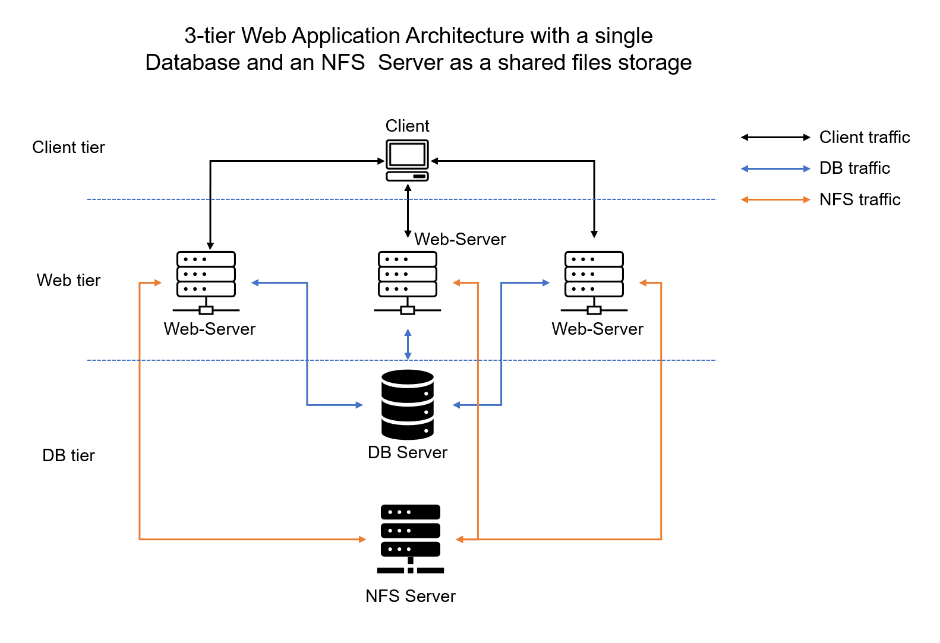 3-tier Web Application Architecture with a single
Database and an NFS  Server as a shared files storage
Client
Client tier
Client traffic
DB traffic
NFS traffic
Web-Server
Web tier
Web-Server
Web-Server
DB Server
DB tier
NFS Server